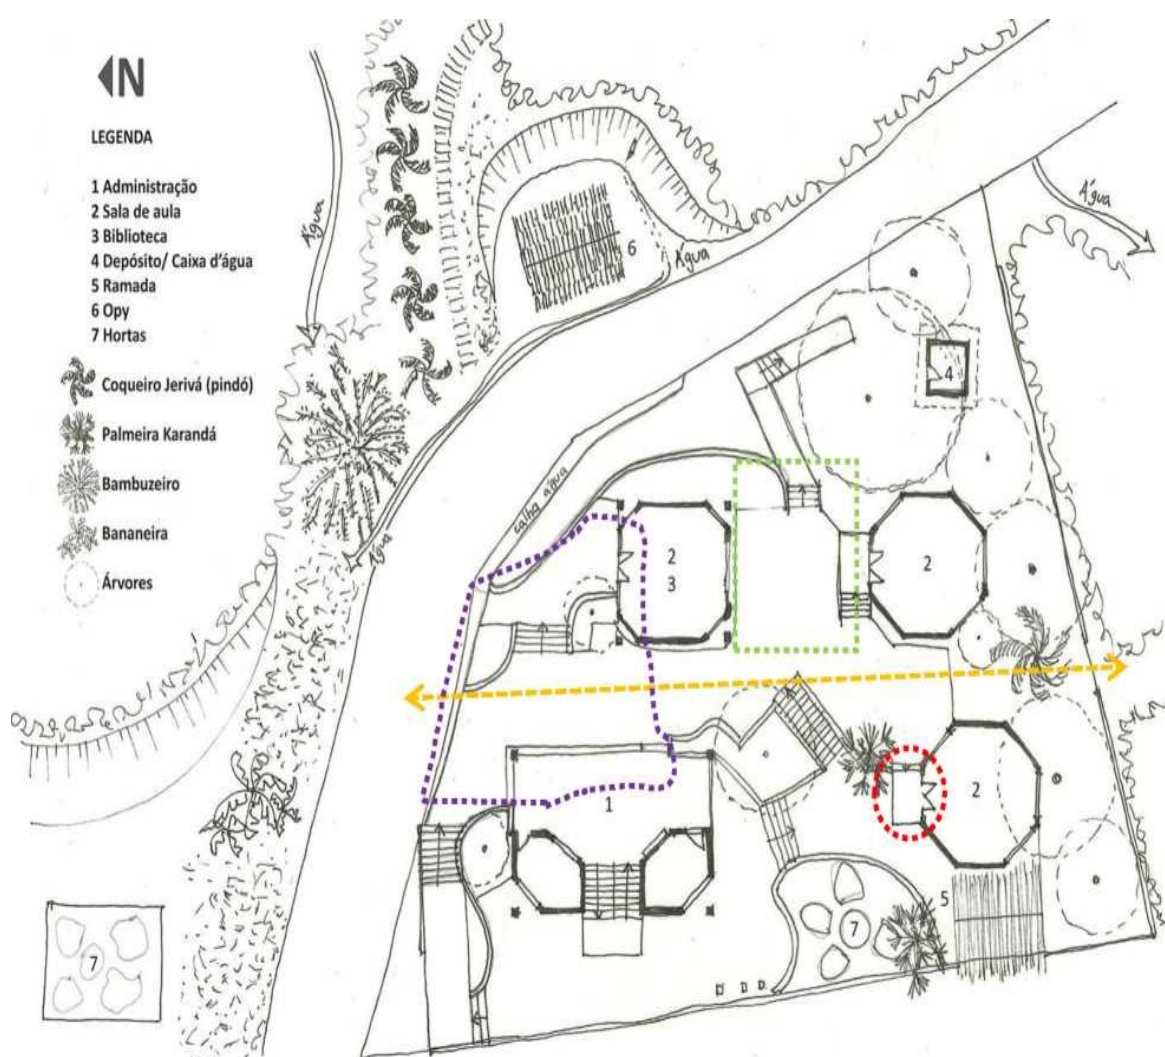 N
LEGENDA
1 Administração
2 Sala de aula
3 Biblioteca
4 Depósito/ Caixa d'água
5 Ramada
6 Opy
7 Hortas
Coqueiro Jerivá (pindó)
Palmeira Karandá
Bambuzeiro
Bananeira
Árvores
Água
6
Água
Água
4
calha água
Água
2
3
2
1
2
5
7
7